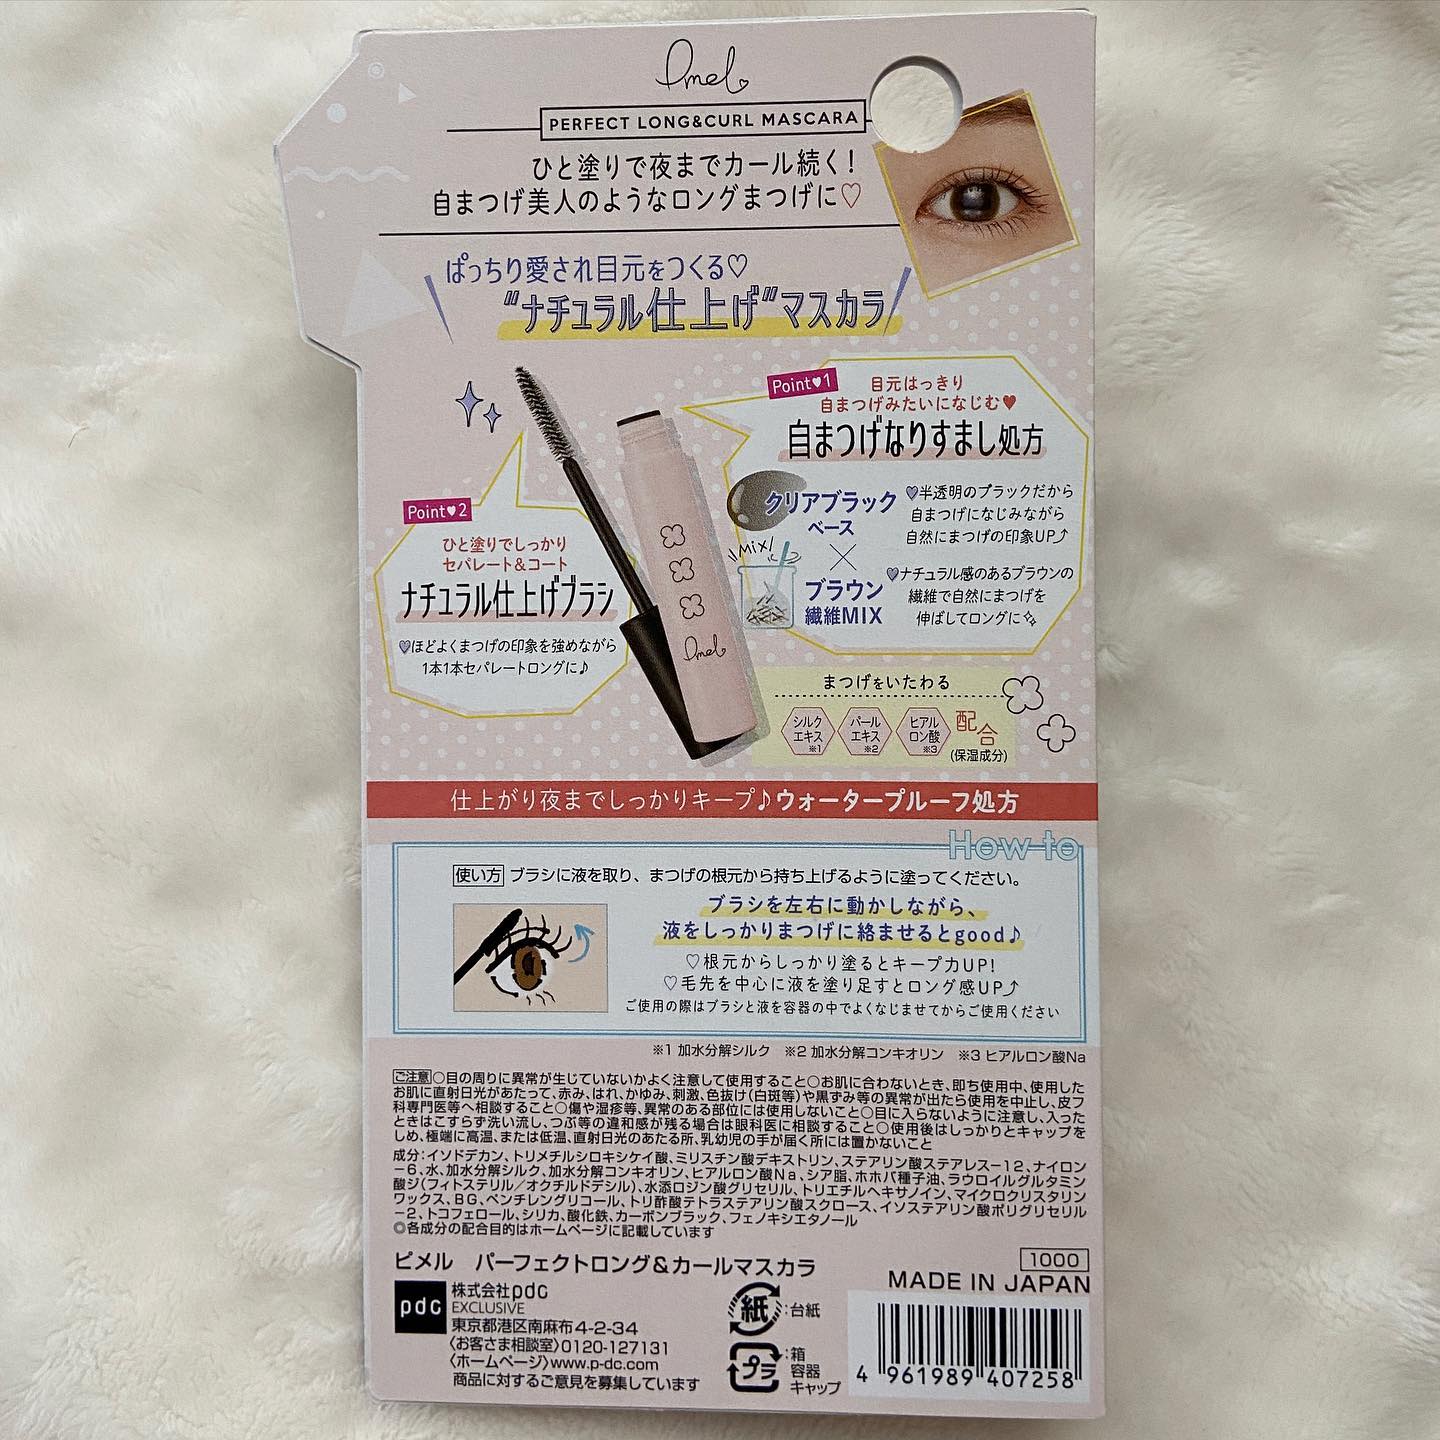 Pimel♡
PERFECT LONG&CURL MASCARA
ひと塗りで夜までカール続く!
自まつげ美人のようなロングまつげに♡
ぱっちり愛され目元をつくる♡
"ナチュラル仕上げ"マスカラ
Point♥1
目元はっきり
自まつげみたいになじむ♥
自まつげなりすまし処方
クリアブラック
ベース
×
Mix!
ブラウン
繊維MIX
♥半透明のブラックだから
自まつげになじみながら
自然にまつげの印象UP⤴
♥ナチュラル感のあるブラウンの
繊維で自然にまつげを
伸ばしてロングに✨
Point♥2
ひと塗りでしっかり
セパレート&コート
ナチュラル仕上げブラシ
♥ほどよくまつげの印象を強めながら
1本1本セパレートロングに♪
Pimel♡
まつげをいたわる
シルク
エキス
※1
パール
エキス
※2
ヒアル
ロン酸
※3
配合
(保湿成分)
仕上がり夜までしっかりキープ♪ウォータープルーフ処方
How to
使い方 ブラシに液を取り、まつげの根元から持ち上げるように塗ってください。
ブラシを左右に動かしながら、
液をしっかりまつげに絡ませるとgood♪
♡根元からしっかり塗るとキープ力UP!
♡毛先を中心に液を塗り足すとロング感UP⤴
ご使用の際はブラシと液を容器の中でよくなじませてからご使用ください
※1 加水分解シルク ※2 加水分解コンキオリン ※3 ヒアルロン酸Na
ご注意○目の周りに異常が生じていないかよく注意して使用すること○お肌に合わないとき、即ち使用中、使用した
お肌に直射日光があたって、赤み、はれ、かゆみ、刺激、色抜け(白斑等)や黒ずみ等の異常が出たら使用を中止し、皮フ
科専門医等へ相談すること○傷や湿疹等、異常のある部位には使用しないこと○目に入らないように注意し、入った
ときはこすらず洗い流し、つぶ等の違和感が残る場合は眼科医に相談すること○使用後はしっかりとキャップを
しめ、極端に高温、または低温、直射日光のあたる所、乳幼児の手が届く所には置かないこと
成分:イソドデカン、トリメチルシロキシケイ酸、ミリスチン酸デキストリン、ステアリン酸ステアレス-12、ナイロン
-6、水、加水分解シルク、加水分解コンキオリン、ヒアルロン酸Na、シア脂、ホホバ種子油、ラウロイルグルタミン
酸ジ(フィトステリル/オクチルドデシル)、水添ロジン酸グリセリル、トリエチルヘキサノイン、マイクロクリスタリン
ワックス、BG、ペンチレングリコール、トリ酢酸テトラステアリン酸スクロース、イソステアリン酸ポリグリセリル
-2、トコフェロール、シリカ、酸化鉄、カーボンブラック、フェノキシエタノール
◎各成分の配合目的はホームページに記載しています
ピメル パーフェクトロング&カールマスカラ
1000
MADE IN JAPAN
pdc
株式会社pdc
EXCLUSIVE
東京都港区南麻布4-2-34
〈お客さま相談室〉0120-127131
〈ホームページ〉www.p-dc.com
商品に対するご意見を募集しています
紙:台紙
プラ:箱
容器
キャップ
4 961989 407258